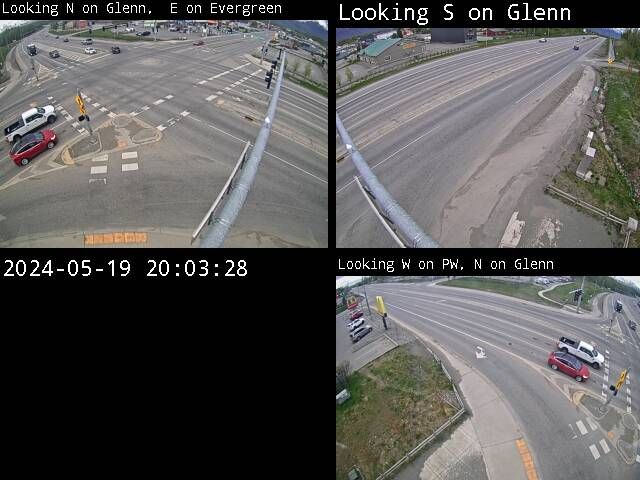 Looking N on Glenn, E on Evergreen
Looking S on Glenn
2024-05-19 20:03:28
Looking W on PW, N on Glenn